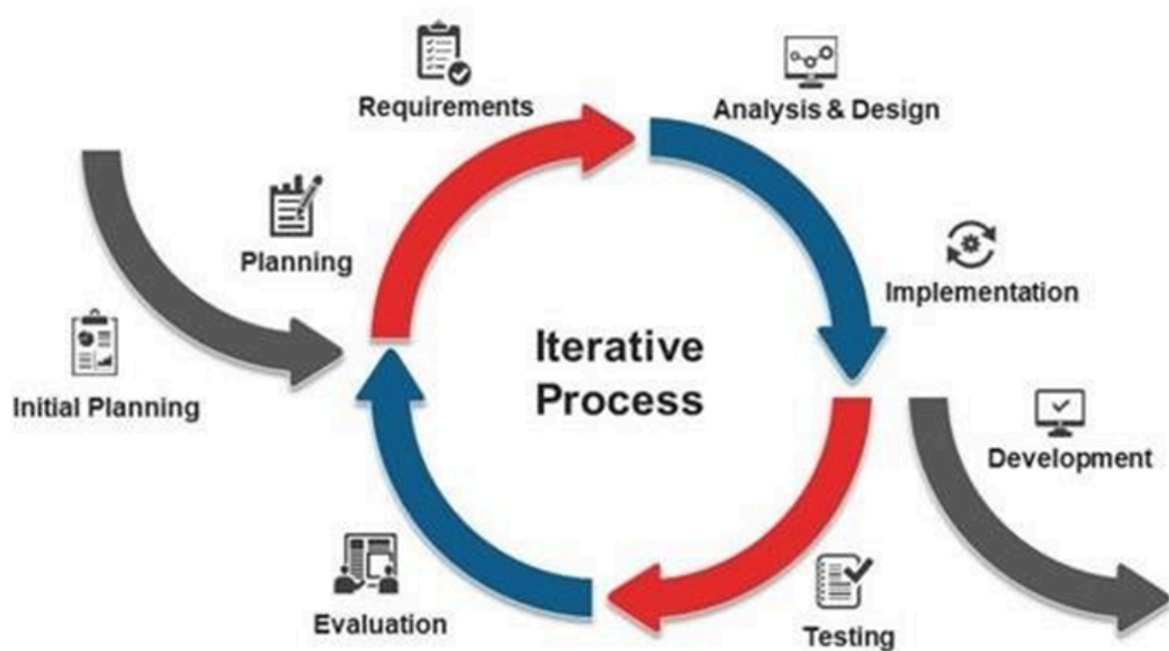 Requirements
Analysis & Design
Planning
Implementation
Iterative
Process
Initial Planning
Development
Evaluation
Testing